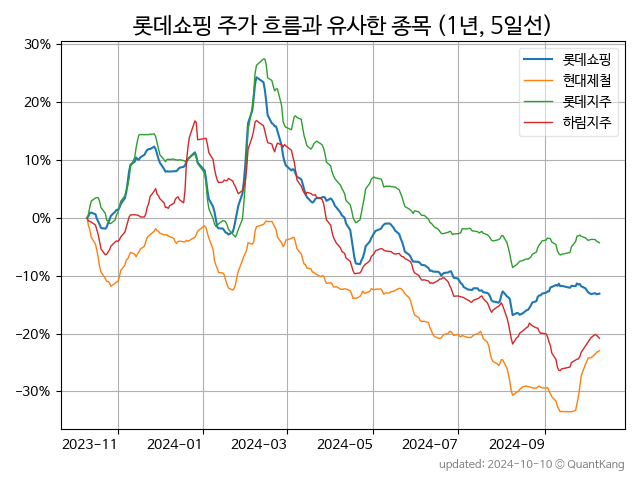 롯데쇼핑 주가 흐름과 유사한 종목 (1년, 5일선)
30%
20%
10%
0%
−10%
−20%
−30%
롯데쇼핑
현대제철
롯데지주
하림지주
2023-11
2024-01
2024-03
2024-05
2024-07
2024-09
updated: 2024-10-10 © QuantKang